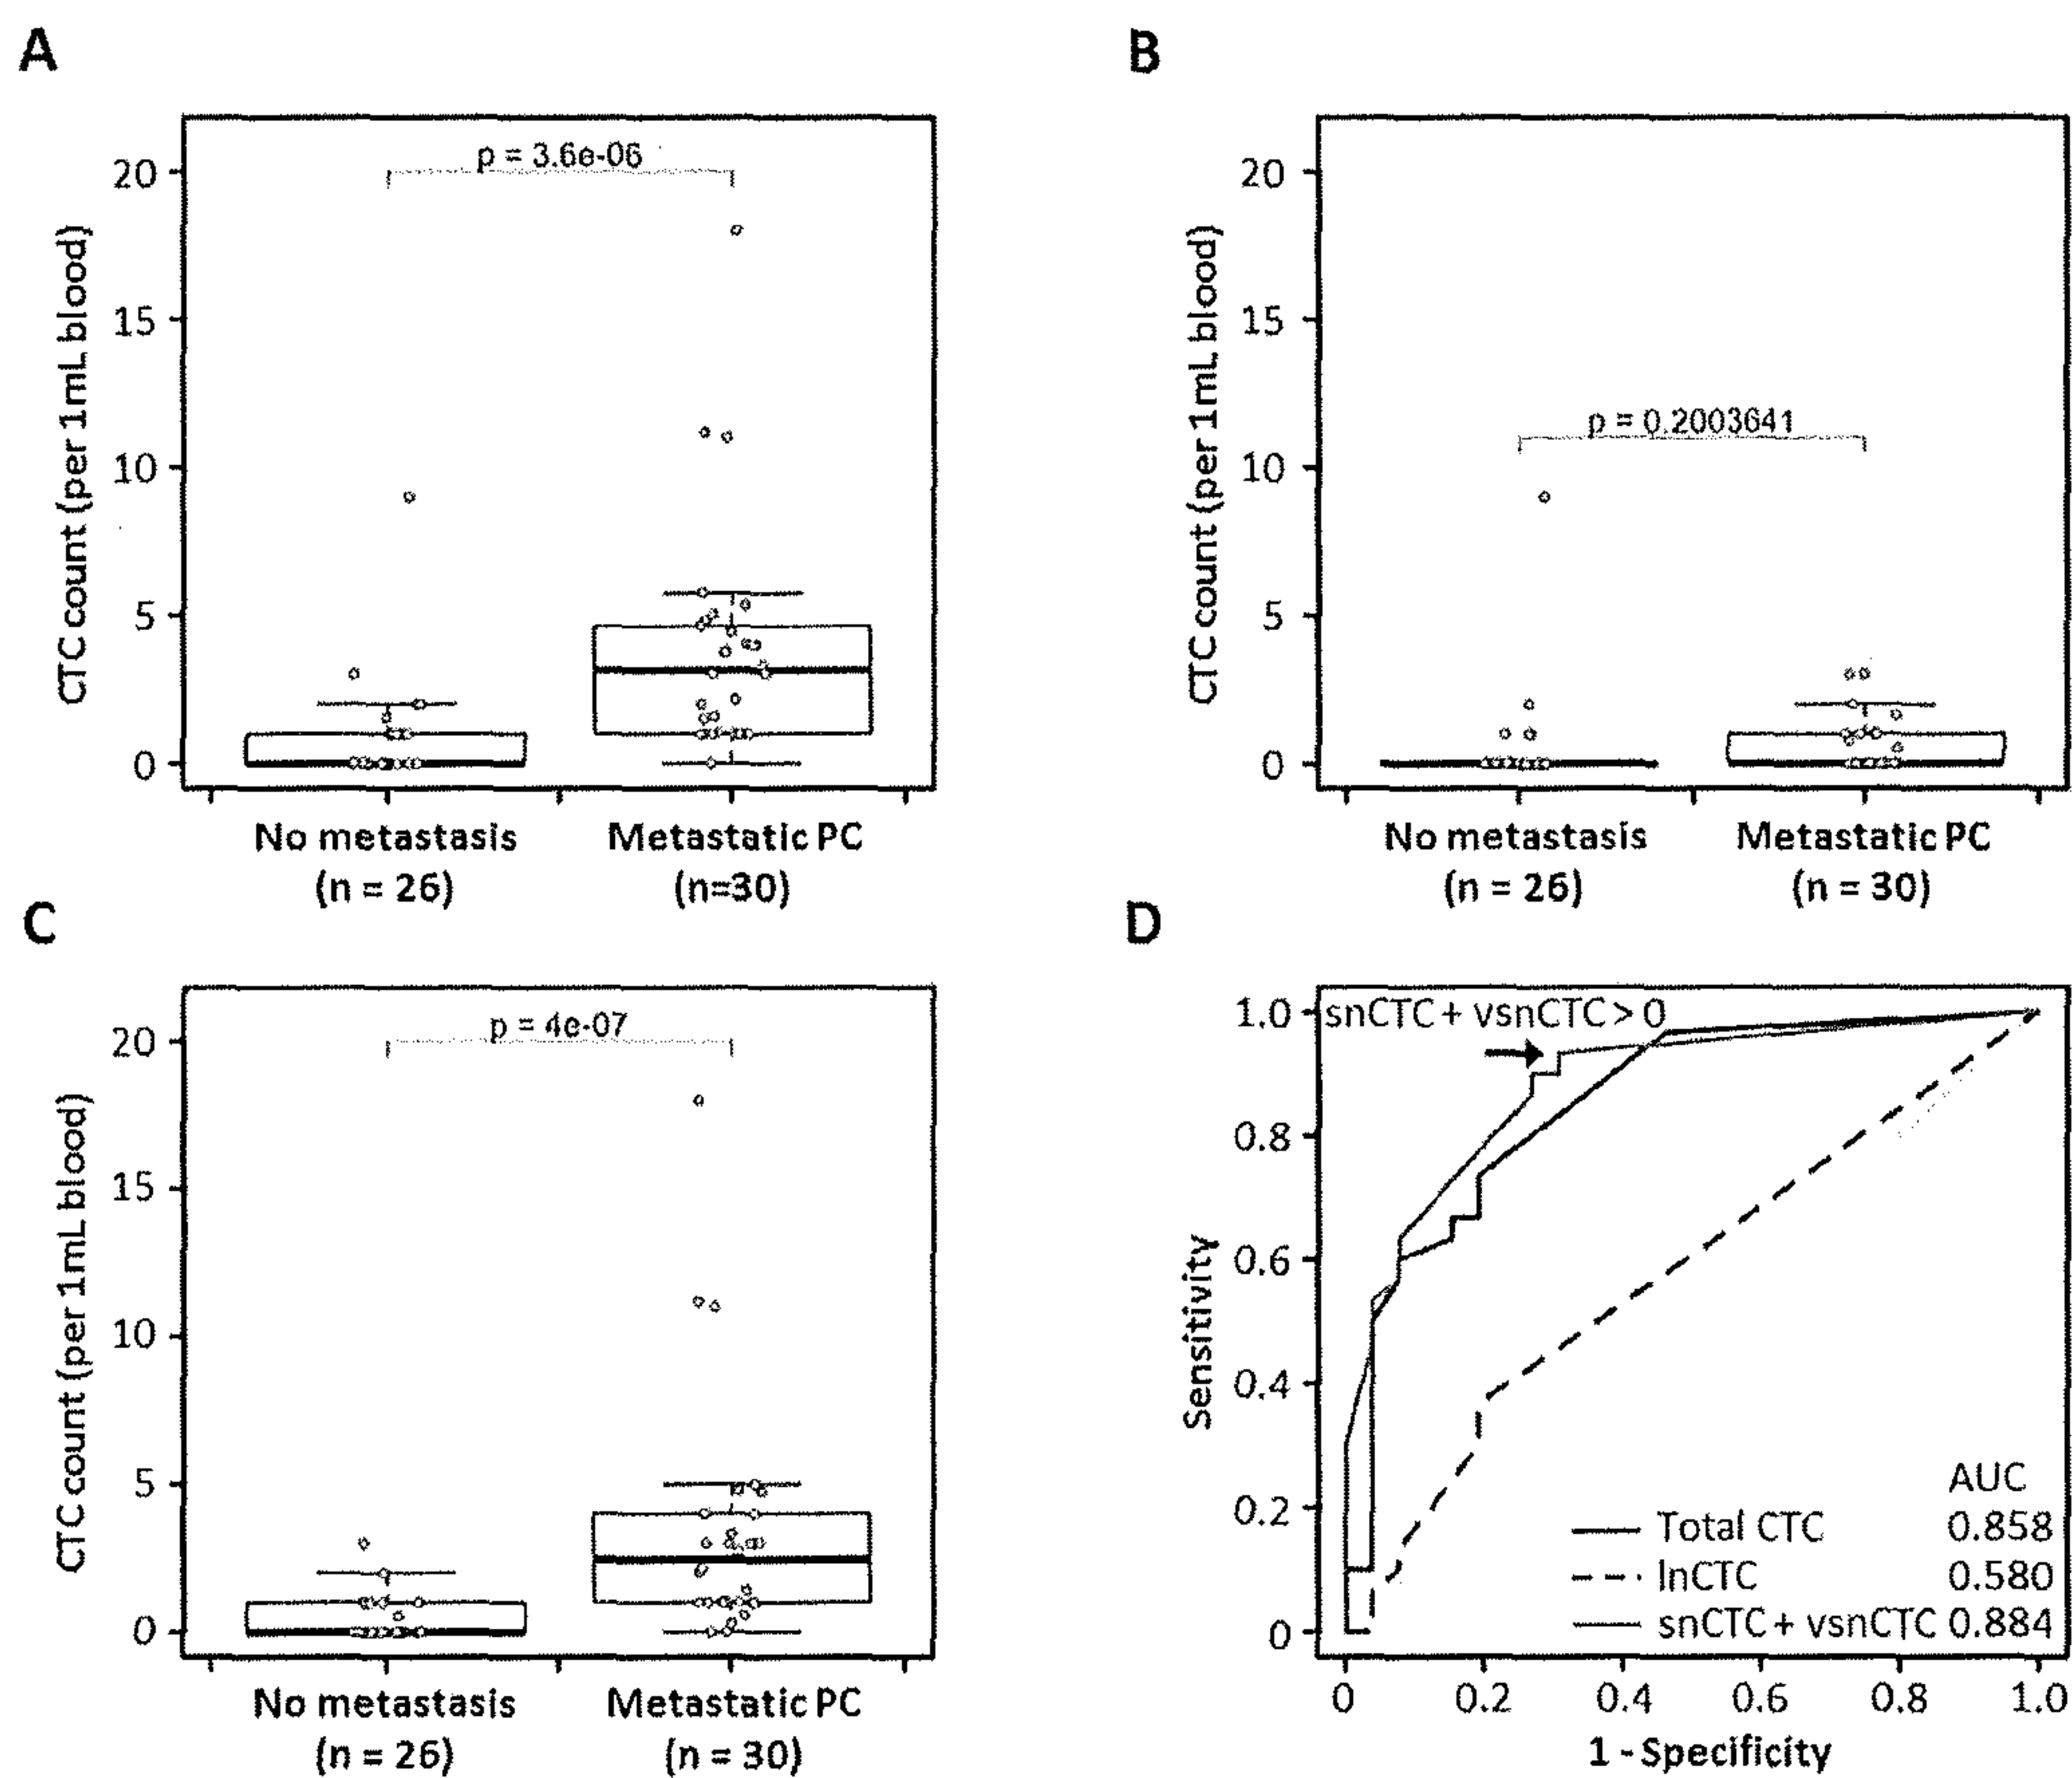 A
CTC count (per 1mL blood)
20
15
10
5
0
p = 3.6e-06
No metastasis
(n = 26)
Metastatic PC
(n=30)
B
CTC count (per 1mL blood)
20
15
10
5
0
p = 0.2003641
No metastasis
(n = 26)
Metastatic PC
(n = 30)
C
CTC count (per 1mL blood)
20
15
10
5
0
p = 4e-07
No metastasis
(n = 26)
Metastatic PC
(n = 30)
D
Sensitivity
1.0
0.8
0.6
0.4
0.2
0
snCTC + vsnCTC > 0
AUC
Total CTC 0.858
lnCTC 0.580
snCTC + vsnCTC 0.884
0 0.2 0.4 0.6 0.8 1.0
1 - Specificity